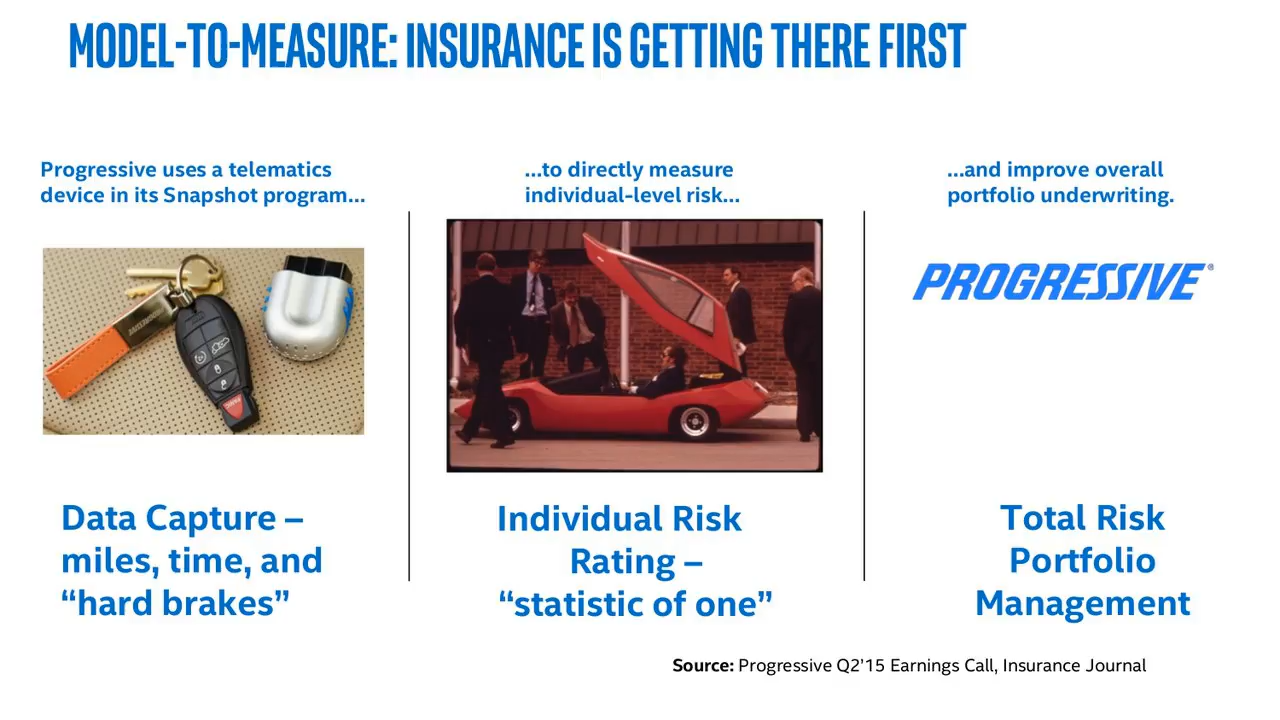 MODEL-TO-MEASURE: INSURANCE IS GETTING THERE FIRST
Progressive uses a telematics
device in its Snapshot program...
...to directly measure
individual-level risk...
...and improve overall
portfolio underwriting.
PROGRESSIVE®
Data Capture –
miles, time, and
“hard brakes”
Individual Risk
Rating –
“statistic of one”
Total Risk
Portfolio
Management
Source: Progressive Q2’15 Earnings Call, Insurance Journal